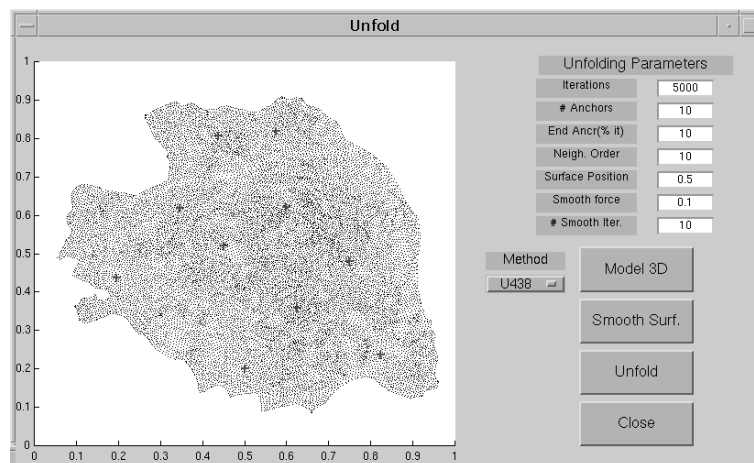 Unfold
1
0.9
0.8
0.7
0.6
0.5
0.4
0.3
0.2
0.1
0
0 0.1 0.2 0.3 0.4 0.5 0.6 0.7 0.8 0.9 1
Unfolding Parameters
Iterations 5000
# Anchors 10
End Ancr(% it) 10
Neigh. Order 10
Surface Position 0.5
Smooth force 0.1
# Smooth Iter. 10
Method
U438
Model 3D
Smooth Surf.
Unfold
Close